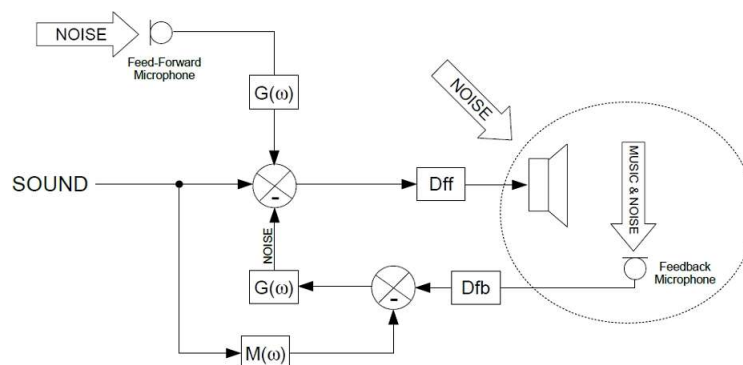 NOISE
Feed-Forward
Microphone
G(ω)
NOISE
SOUND
-
Dff
MUSIC & NOISE
NOISE
G(ω)
-
Dfb
Feedback
Microphone
M(ω)